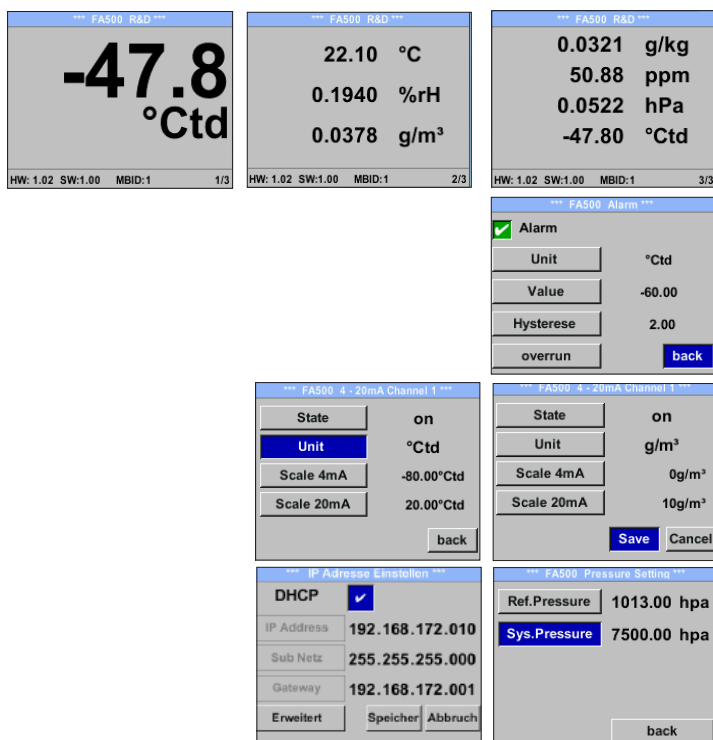 *** FA500 R&D ***
-47.8
°Ctd
HW: 1.02 SW:1.00 MBID:1 1/3
*** FA500 R&D ***
22.10 °C
0.1940 %rH
0.0378 g/m³
HW: 1.02 SW:1.00 MBID:1 2/3
*** FA500 R&D ***
0.0321 g/kg
50.88 ppm
0.0522 hPa
-47.80 °Ctd
HW: 1.02 SW:1.00 MBID:1 3/3
*** FA500 Alarm ***
Alarm
Unit °Ctd
Value -60.00
Hysterese 2.00
overrun back
*** FA500 4 - 20mA Channel 1 ***
State on
Unit °Ctd
Scale 4mA -80.00°Ctd
Scale 20mA 20.00°Ctd
back
*** FA500 4 - 20mA Channel 1 ***
State on
Unit g/m³
Scale 4mA 0g/m³
Scale 20mA 10g/m³
Save Cancel
*** IP Adresse Einstellen ***
DHCP
IP Address 192.168.172.010
Sub Netz 255.255.255.000
Gateway 192.168.172.001
Erweitert Speicher Abbruch
*** FA500 Pressure Setting ***
Ref.Pressure 1013.00 hpa
Sys.Pressure 7500.00 hpa
back